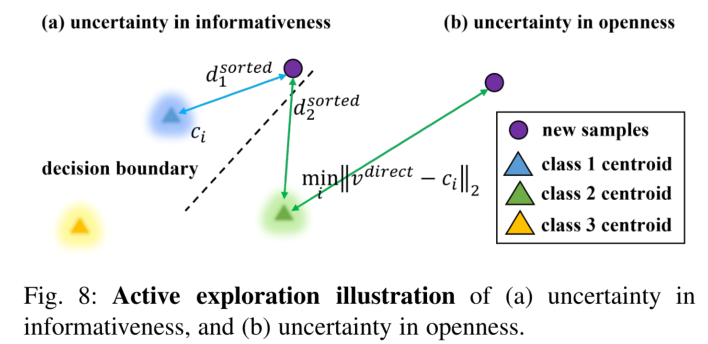 (a) uncertainty in informativeness
(b) uncertainty in openness
d_1^{sorted}
d_2^{sorted}
c_i
decision boundary
\min_i \|v^{direct} - c_i\|_2
new samples
class 1 centroid
class 2 centroid
class 3 centroid
Fig. 8: Active exploration illustration of (a) uncertainty in
informativeness, and (b) uncertainty in openness.